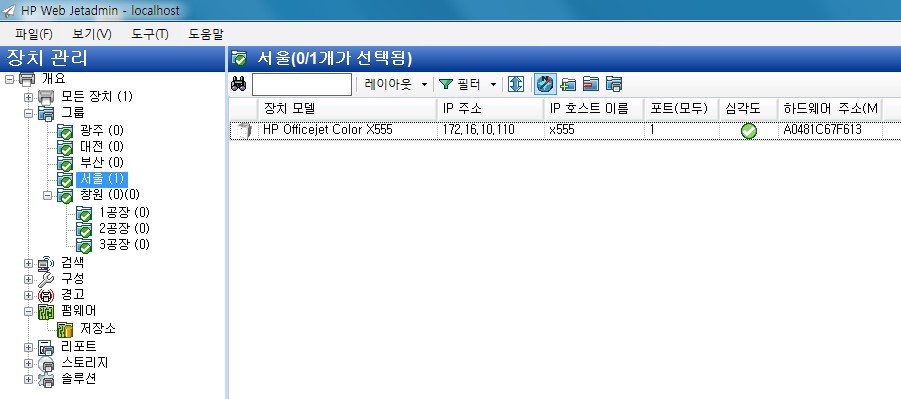 HP Web Jetadmin - localhost
파일(F) 보기(V) 도구(T) 도움말
장치 관리
개요
모든 장치 (1)
그룹
광주 (0)
대전 (0)
부산 (0)
서울 (1)
창원 (0)(0)
1공장 (0)
2공장 (0)
3공장 (0)
검색
구성
경고
펌웨어
저장소
리포트
스토리지
솔루션
서울(0/1개가 선택됨)
레이아웃 필터
장치 모델 IP 주소 IP 호스트 이름 포트(모두) 심각도 하드웨어 주소(M
HP Officejet Color X555 172.16.10.110 x555 1 A0481C67F613